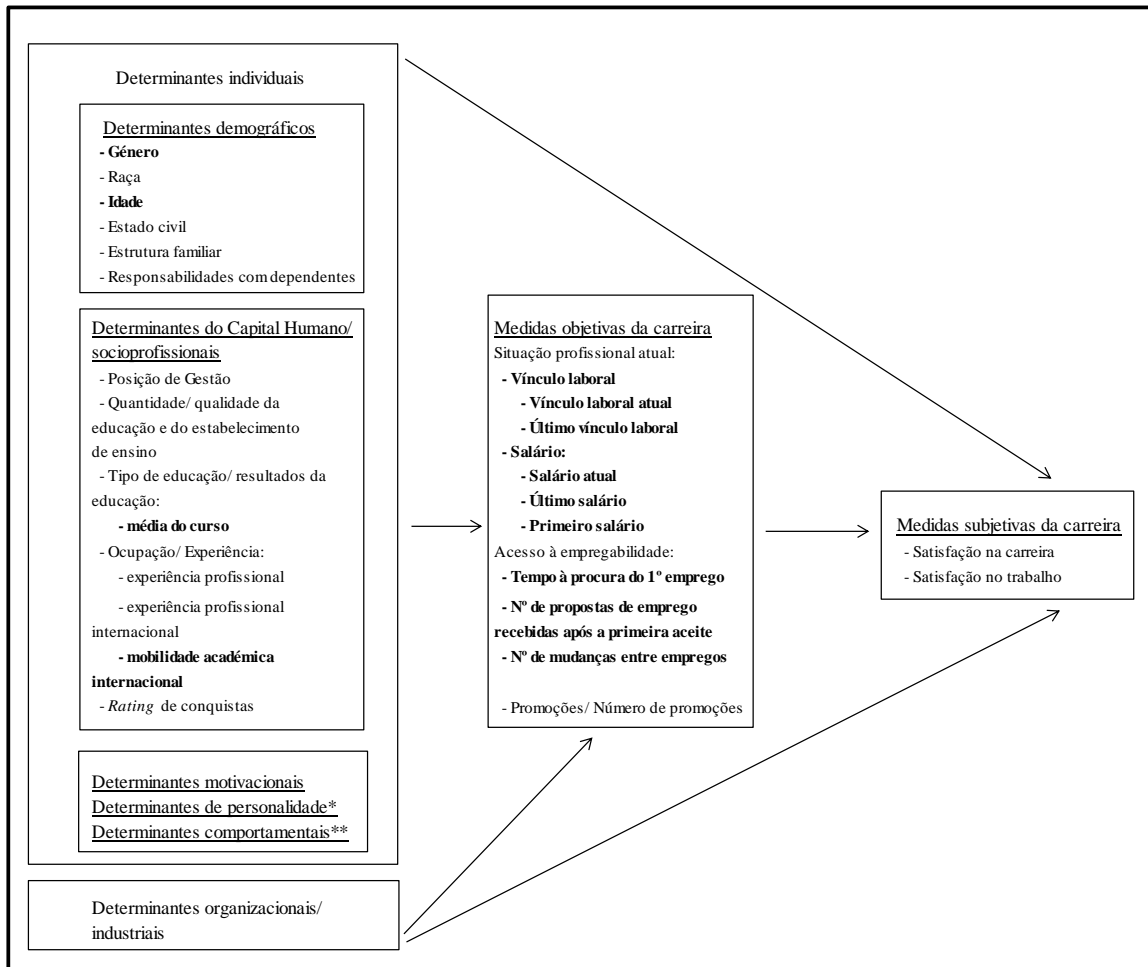 Determinantes individuais
Determinantes demográficos
- Género
- Raça
- Idade
- Estado civil
- Estrutura familiar
- Responsabilidades com dependentes
Determinantes do Capital Humano/
socioprofissionais
- Posição de Gestão
- Quantidade/ qualidade da
educação e do estabelecimento
de ensino
- Tipo de educação/ resultados da
educação:
- média do curso
- Ocupação/ Experiência:
- experiência profissional
- experiência profissional
internacional
- mobilidade académica
internacional
- Rating de conquistas
Determinantes motivacionais
Determinantes de personalidade*
Determinantes comportamentais**
Determinantes organizacionais/
industriais
Medidas objetivas da carreira
Situação profissional atual:
- Vínculo laboral
- Vínculo laboral atual
- Último vínculo laboral
- Salário:
- Salário atual
- Último salário
- Primeiro salário
Acesso à empregabilidade:
- Tempo à procura do 1º emprego
- Nº de propostas de emprego
recebidas após a primeira aceite
- Nº de mudanças entre empregos
- Promoções/ Número de promoções
Medidas subjetivas da carreira
- Satisfação na carreira
- Satisfação no trabalho